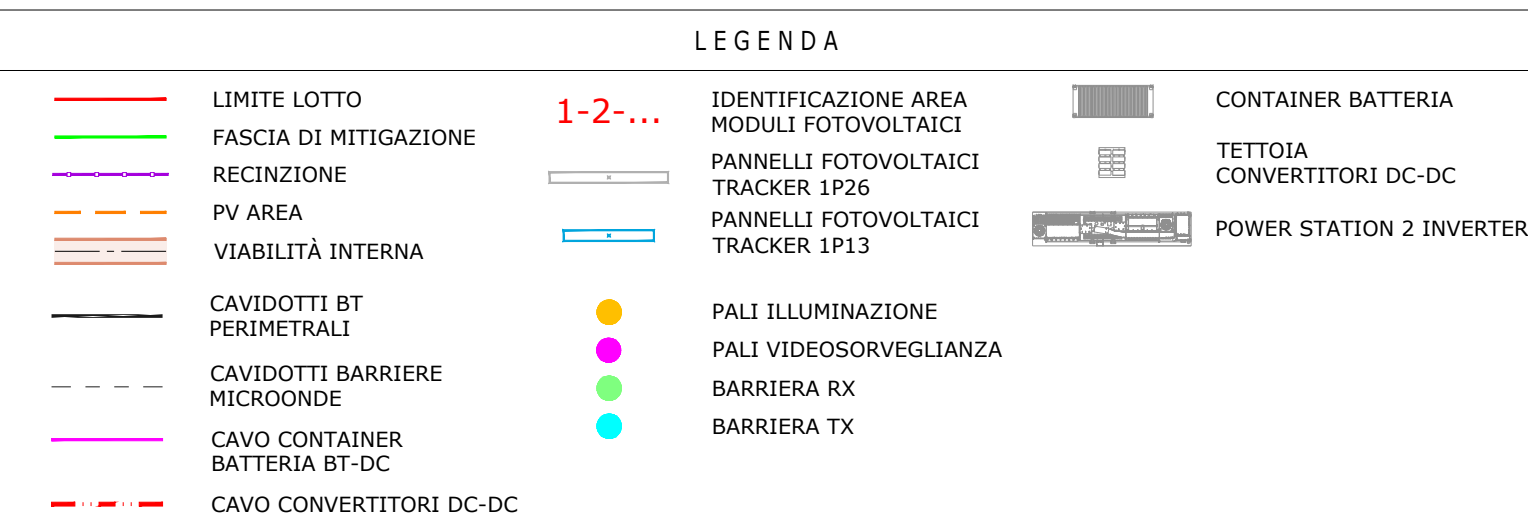 LEGENDA
LIMITE LOTTO
FASCIA DI MITIGAZIONE
RECINZIONE
PV AREA
VIABILITÀ INTERNA
CAVIDOTTI BT
PERIMETRALI
CAVIDOTTI BARRIERE
MICROONDE
CAVO CONTAINER
BATTERIA BT-DC
CAVO CONVERTITORI DC-DC
1-2-...
IDENTIFICAZIONE AREA
MODULI FOTOVOLTAICI
PANNELLI FOTOVOLTAICI
TRACKER 1P26
PANNELLI FOTOVOLTAICI
TRACKER 1P13
PALI ILLUMINAZIONE
PALI VIDEOSORVEGLIANZA
BARRIERA RX
BARRIERA TX
CONTAINER BATTERIA
TETTOIA
CONVERTITORI DC-DC
POWER STATION 2 INVERTER